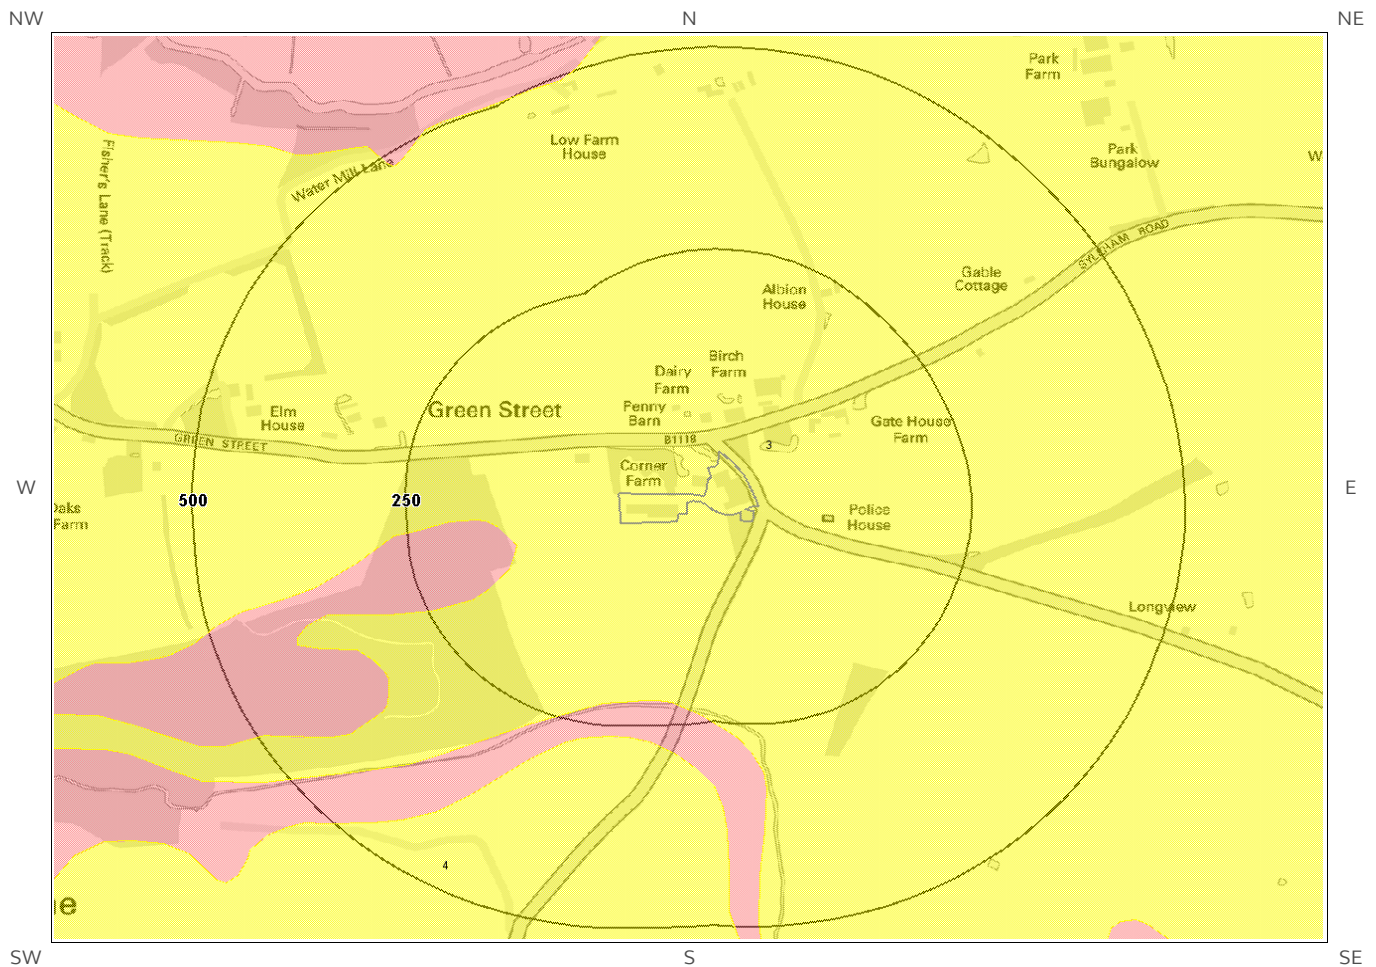 NW
N
NE
Park
Farm
Low Farm
House
Park
Bungalow
W
Fisher's Lane (Track)
Water Mill Lane
SYLEHAM ROAD
Gable
Cottage
Albion
House
Birch
Farm
Dairy
Farm
Green Street
Penny
Barn
Elm
House
Gate House
Farm
GREEN STREET
B1118
3
Corner
Farm
W
E
500
250
Oaks
Farm
Police
House
Longview
4
SW
S
SE